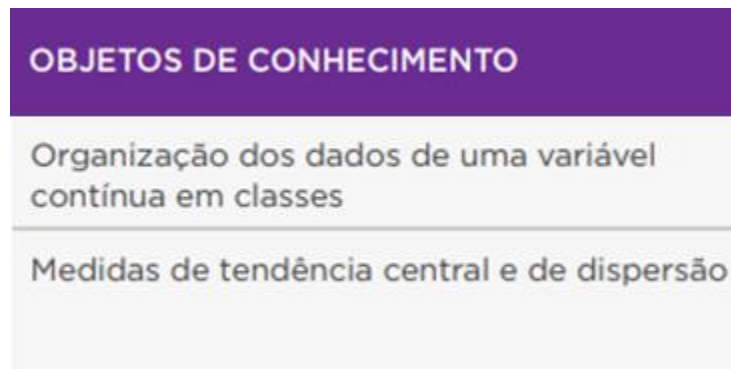 OBJETOS DE CONHECIMENTO
Organização dos dados de uma variável
contínua em classes
Medidas de tendência central e de dispersão